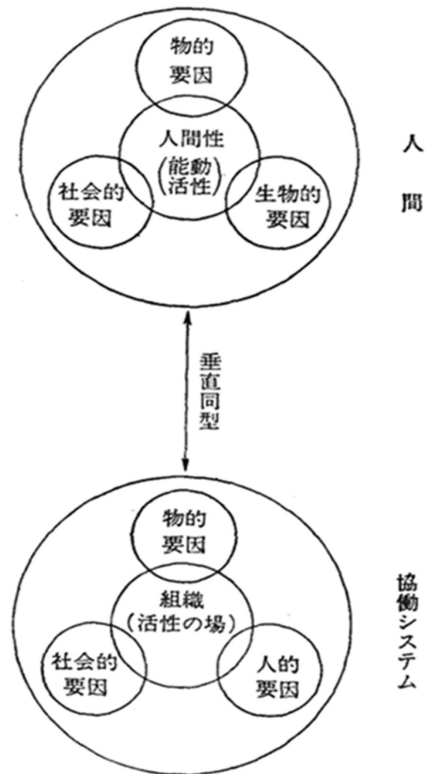 物的
要因
人間性
(能動
活性)
社会的
要因
生物的
要因
人間
垂直同型
物的
要因
組織
(活性の場)
社会的
要因
人的
要因
協働システム